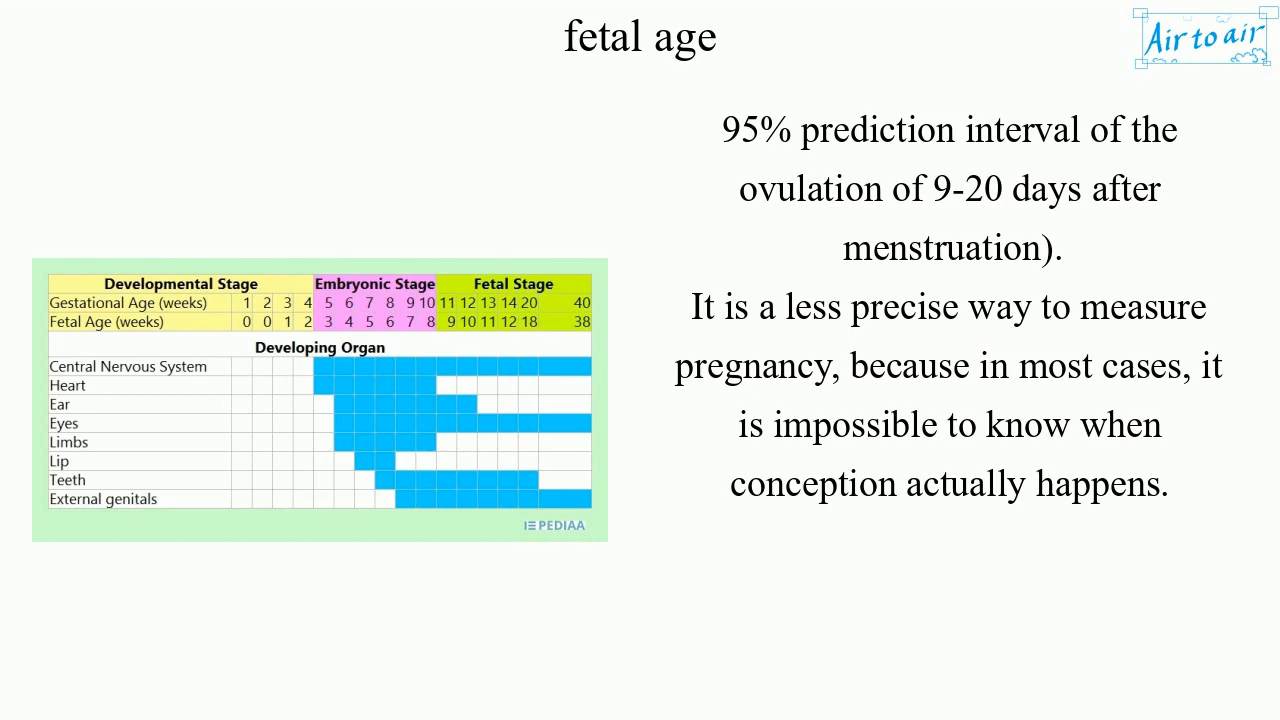 fetal age
Air to air
95% prediction interval of the
ovulation of 9-20 days after
menstruation).
It is a less precise way to measure
pregnancy, because in most cases, it
is impossible to know when
conception actually happens.
Developmental Stage Embryonic Stage Fetal Stage
Gestational Age (weeks) 1 2 3 4 5 6 7 8 9 10 11 12 13 14 20 40
Fetal Age (weeks) 0 0 1 2 3 4 5 6 7 8 9 10 11 12 18 38
Developing Organ
Central Nervous System
Heart
Ear
Eyes
Limbs
Lip
Teeth
External genitals
PEDIAA